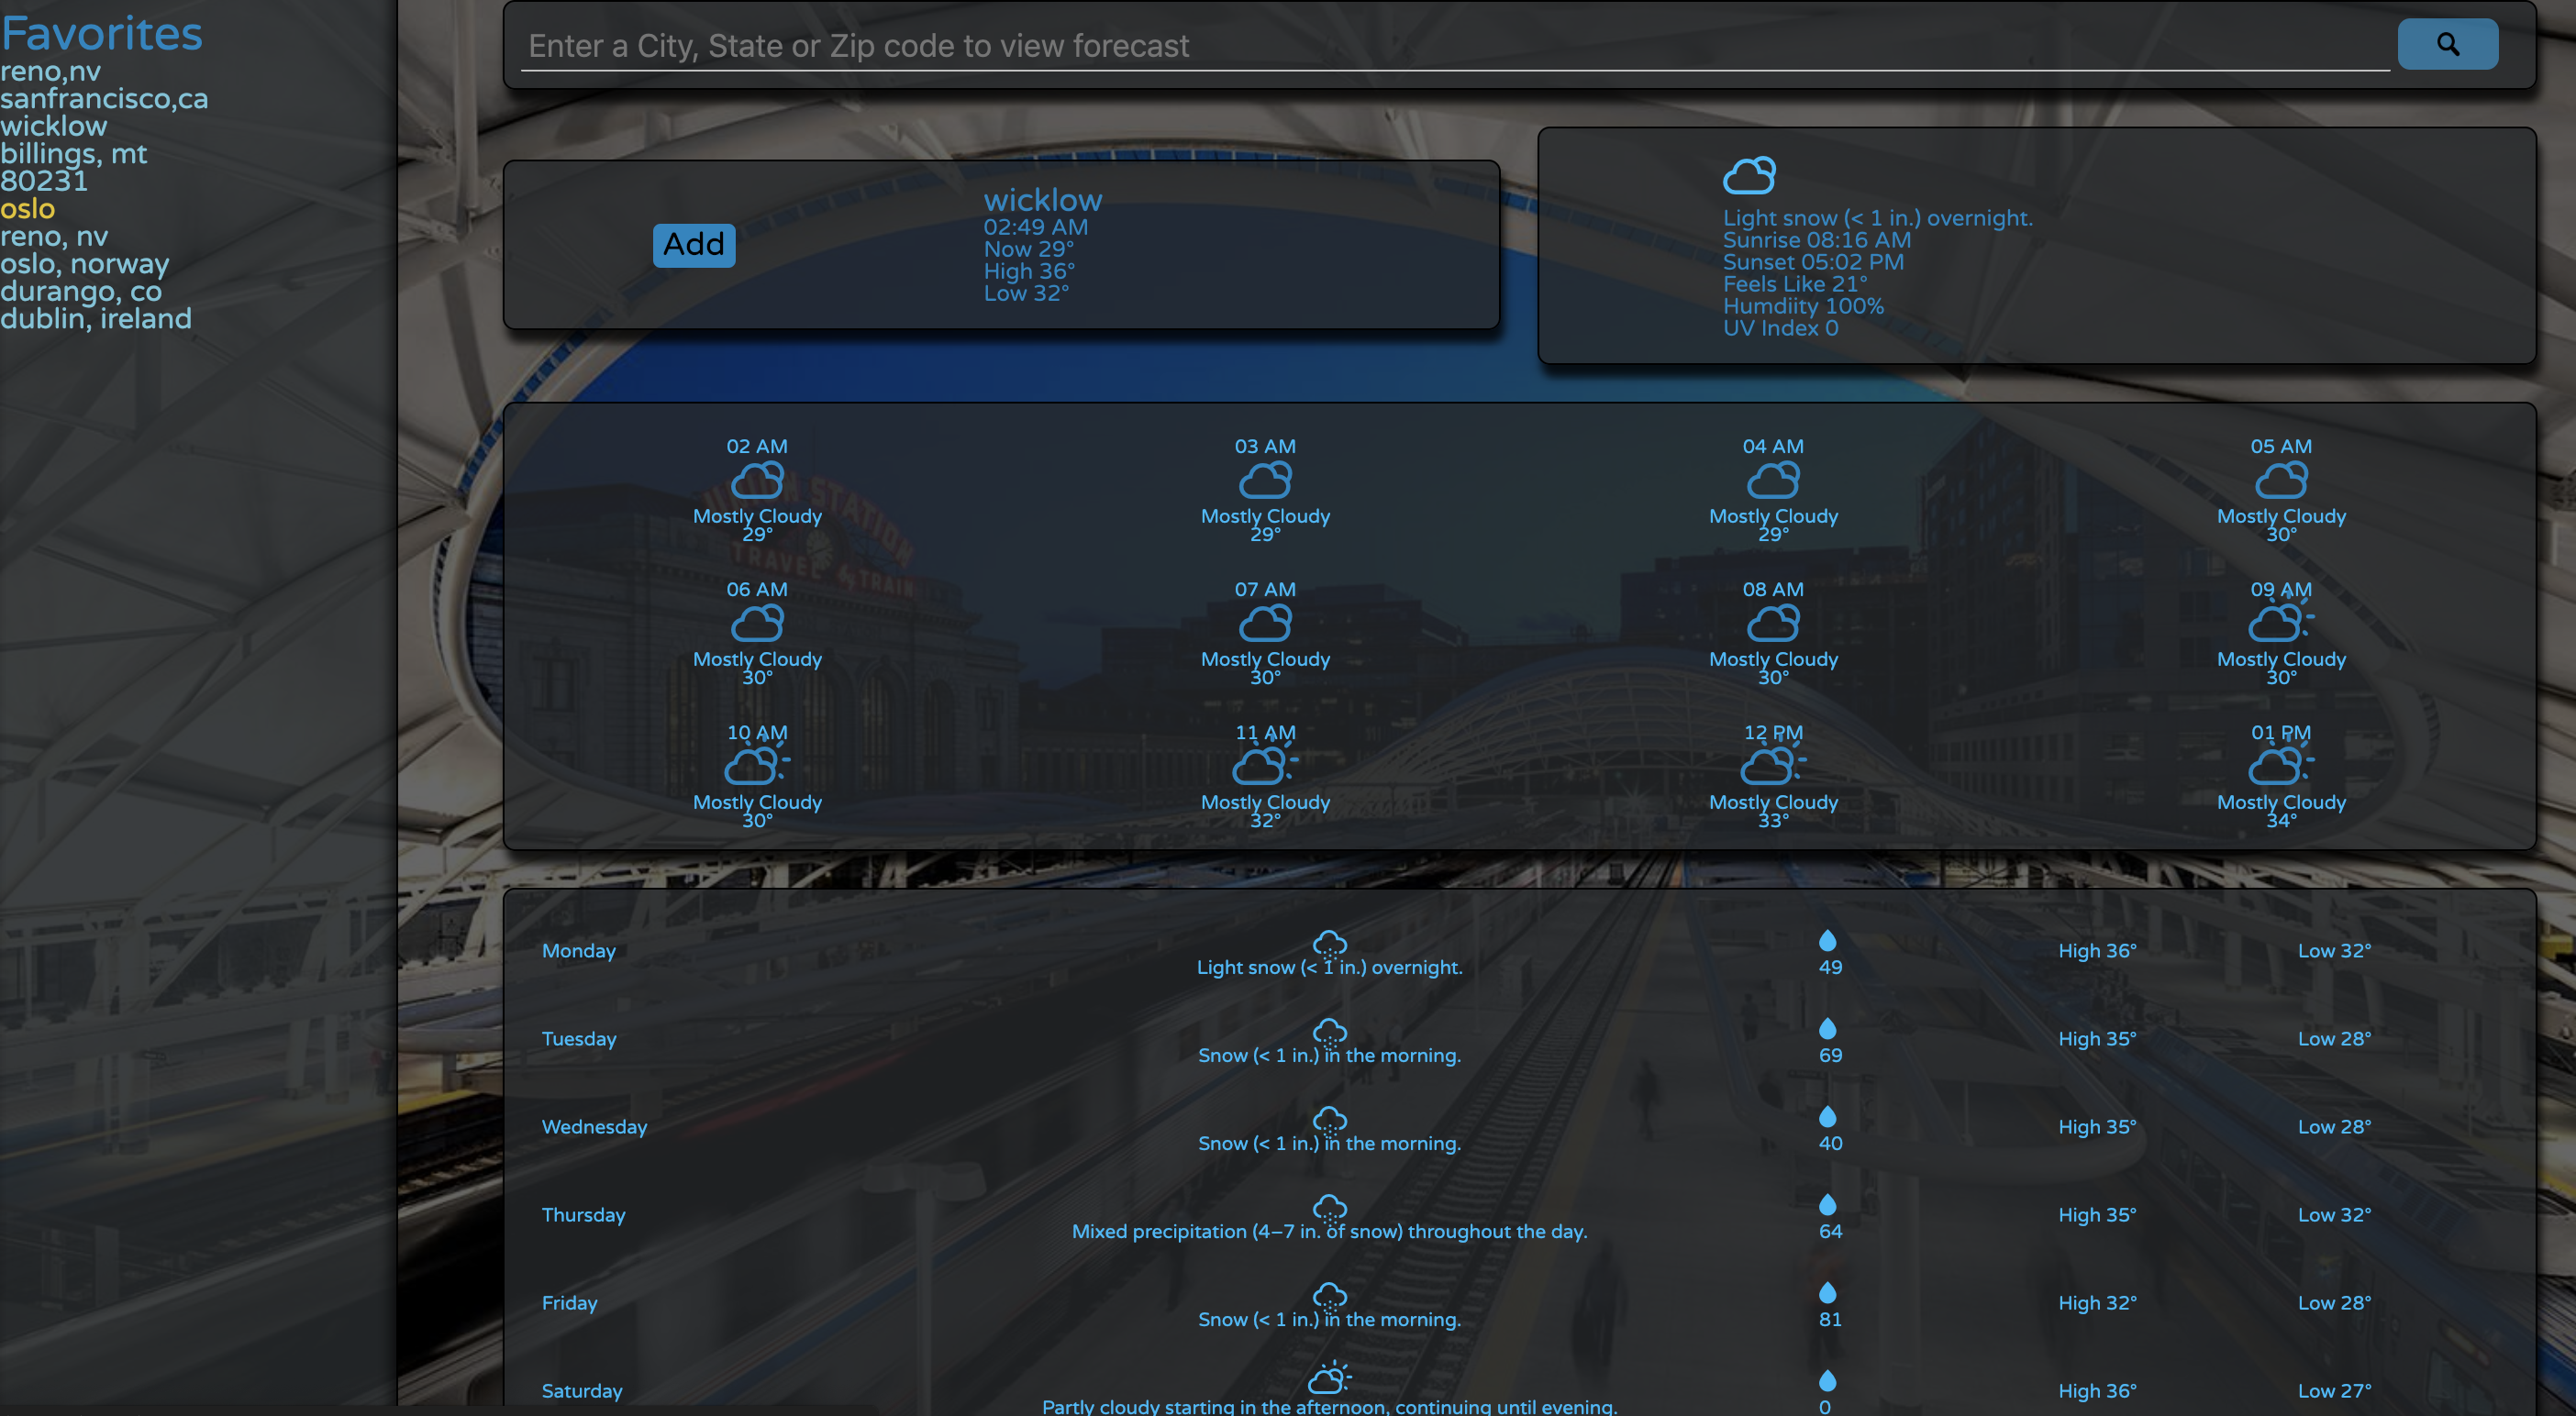 Favorites
reno,nv
sanfrancisco,ca
wicklow
billings, mt
80231
oslo
reno, nv
oslo, norway
durango, co
dublin, ireland
Enter a City, State or Zip code to view forecast
Add
wicklow
02:49 AM
Now 29°
High 36°
Low 32°
Light snow (< 1 in.) overnight.
Sunrise 08:16 AM
Sunset 05:02 PM
Feels Like 21°
Humdiity 100%
UV Index 0
02 AM
Mostly Cloudy
29°
03 AM
Mostly Cloudy
29°
04 AM
Mostly Cloudy
29°
05 AM
Mostly Cloudy
30°
06 AM
Mostly Cloudy
30°
07 AM
Mostly Cloudy
30°
08 AM
Mostly Cloudy
30°
09 AM
Mostly Cloudy
30°
10 AM
Mostly Cloudy
30°
11 AM
Mostly Cloudy
32°
12 PM
Mostly Cloudy
33°
01 PM
Mostly Cloudy
34°
UNION STATION
TRAVEL by TRAIN
Monday
Light snow (< 1 in.) overnight.
49
High 36°
Low 32°
Tuesday
Snow (< 1 in.) in the morning.
69
High 35°
Low 28°
Wednesday
Snow (< 1 in.) in the morning.
40
High 35°
Low 28°
Thursday
Mixed precipitation (4–7 in. of snow) throughout the day.
64
High 35°
Low 32°
Friday
Snow (< 1 in.) in the morning.
81
High 32°
Low 28°
Saturday
Partly cloudy starting in the afternoon, continuing until evening.
0
High 36°
Low 27°